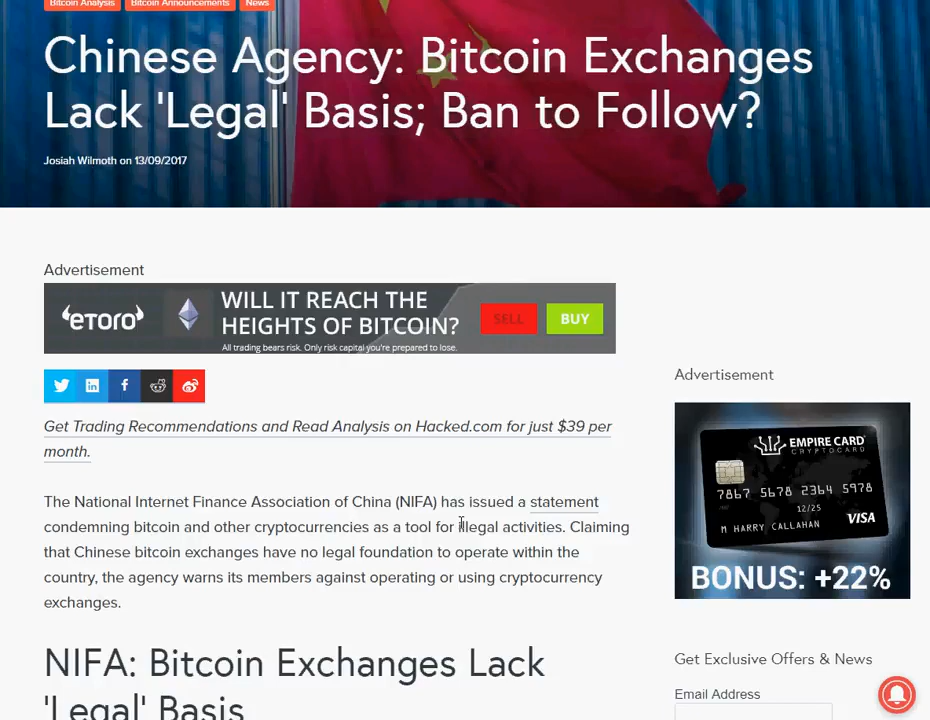 Bitcoin Analysis Bitcoin Announcements News
Chinese Agency: Bitcoin Exchanges
Lack 'Legal' Basis; Ban to Follow?
Josiah Wilmoth on 13/09/2017
Advertisement
eTORO
WILL IT REACH THE
HEIGHTS OF BITCOIN?
All trading bears risk. Only risk capital you're prepared to lose.
SELL BUY
Get Trading Recommendations and Read Analysis on Hacked.com for just $39 per
month.
The National Internet Finance Association of China (NIFA) has issued a statement
condemning bitcoin and other cryptocurrencies as a tool for illegal activities. Claiming
that Chinese bitcoin exchanges have no legal foundation to operate within the
country, the agency warns its members against operating or using cryptocurrency
exchanges.
NIFA: Bitcoin Exchanges Lack
'Legal' Basis
Advertisement
EMPIRE CARD
CRYPTOCARD
7867 5678 2364 5978
12/25
M HARRY CALLAHAN
VISA
BONUS: +22%
Get Exclusive Offers & News
Email Address